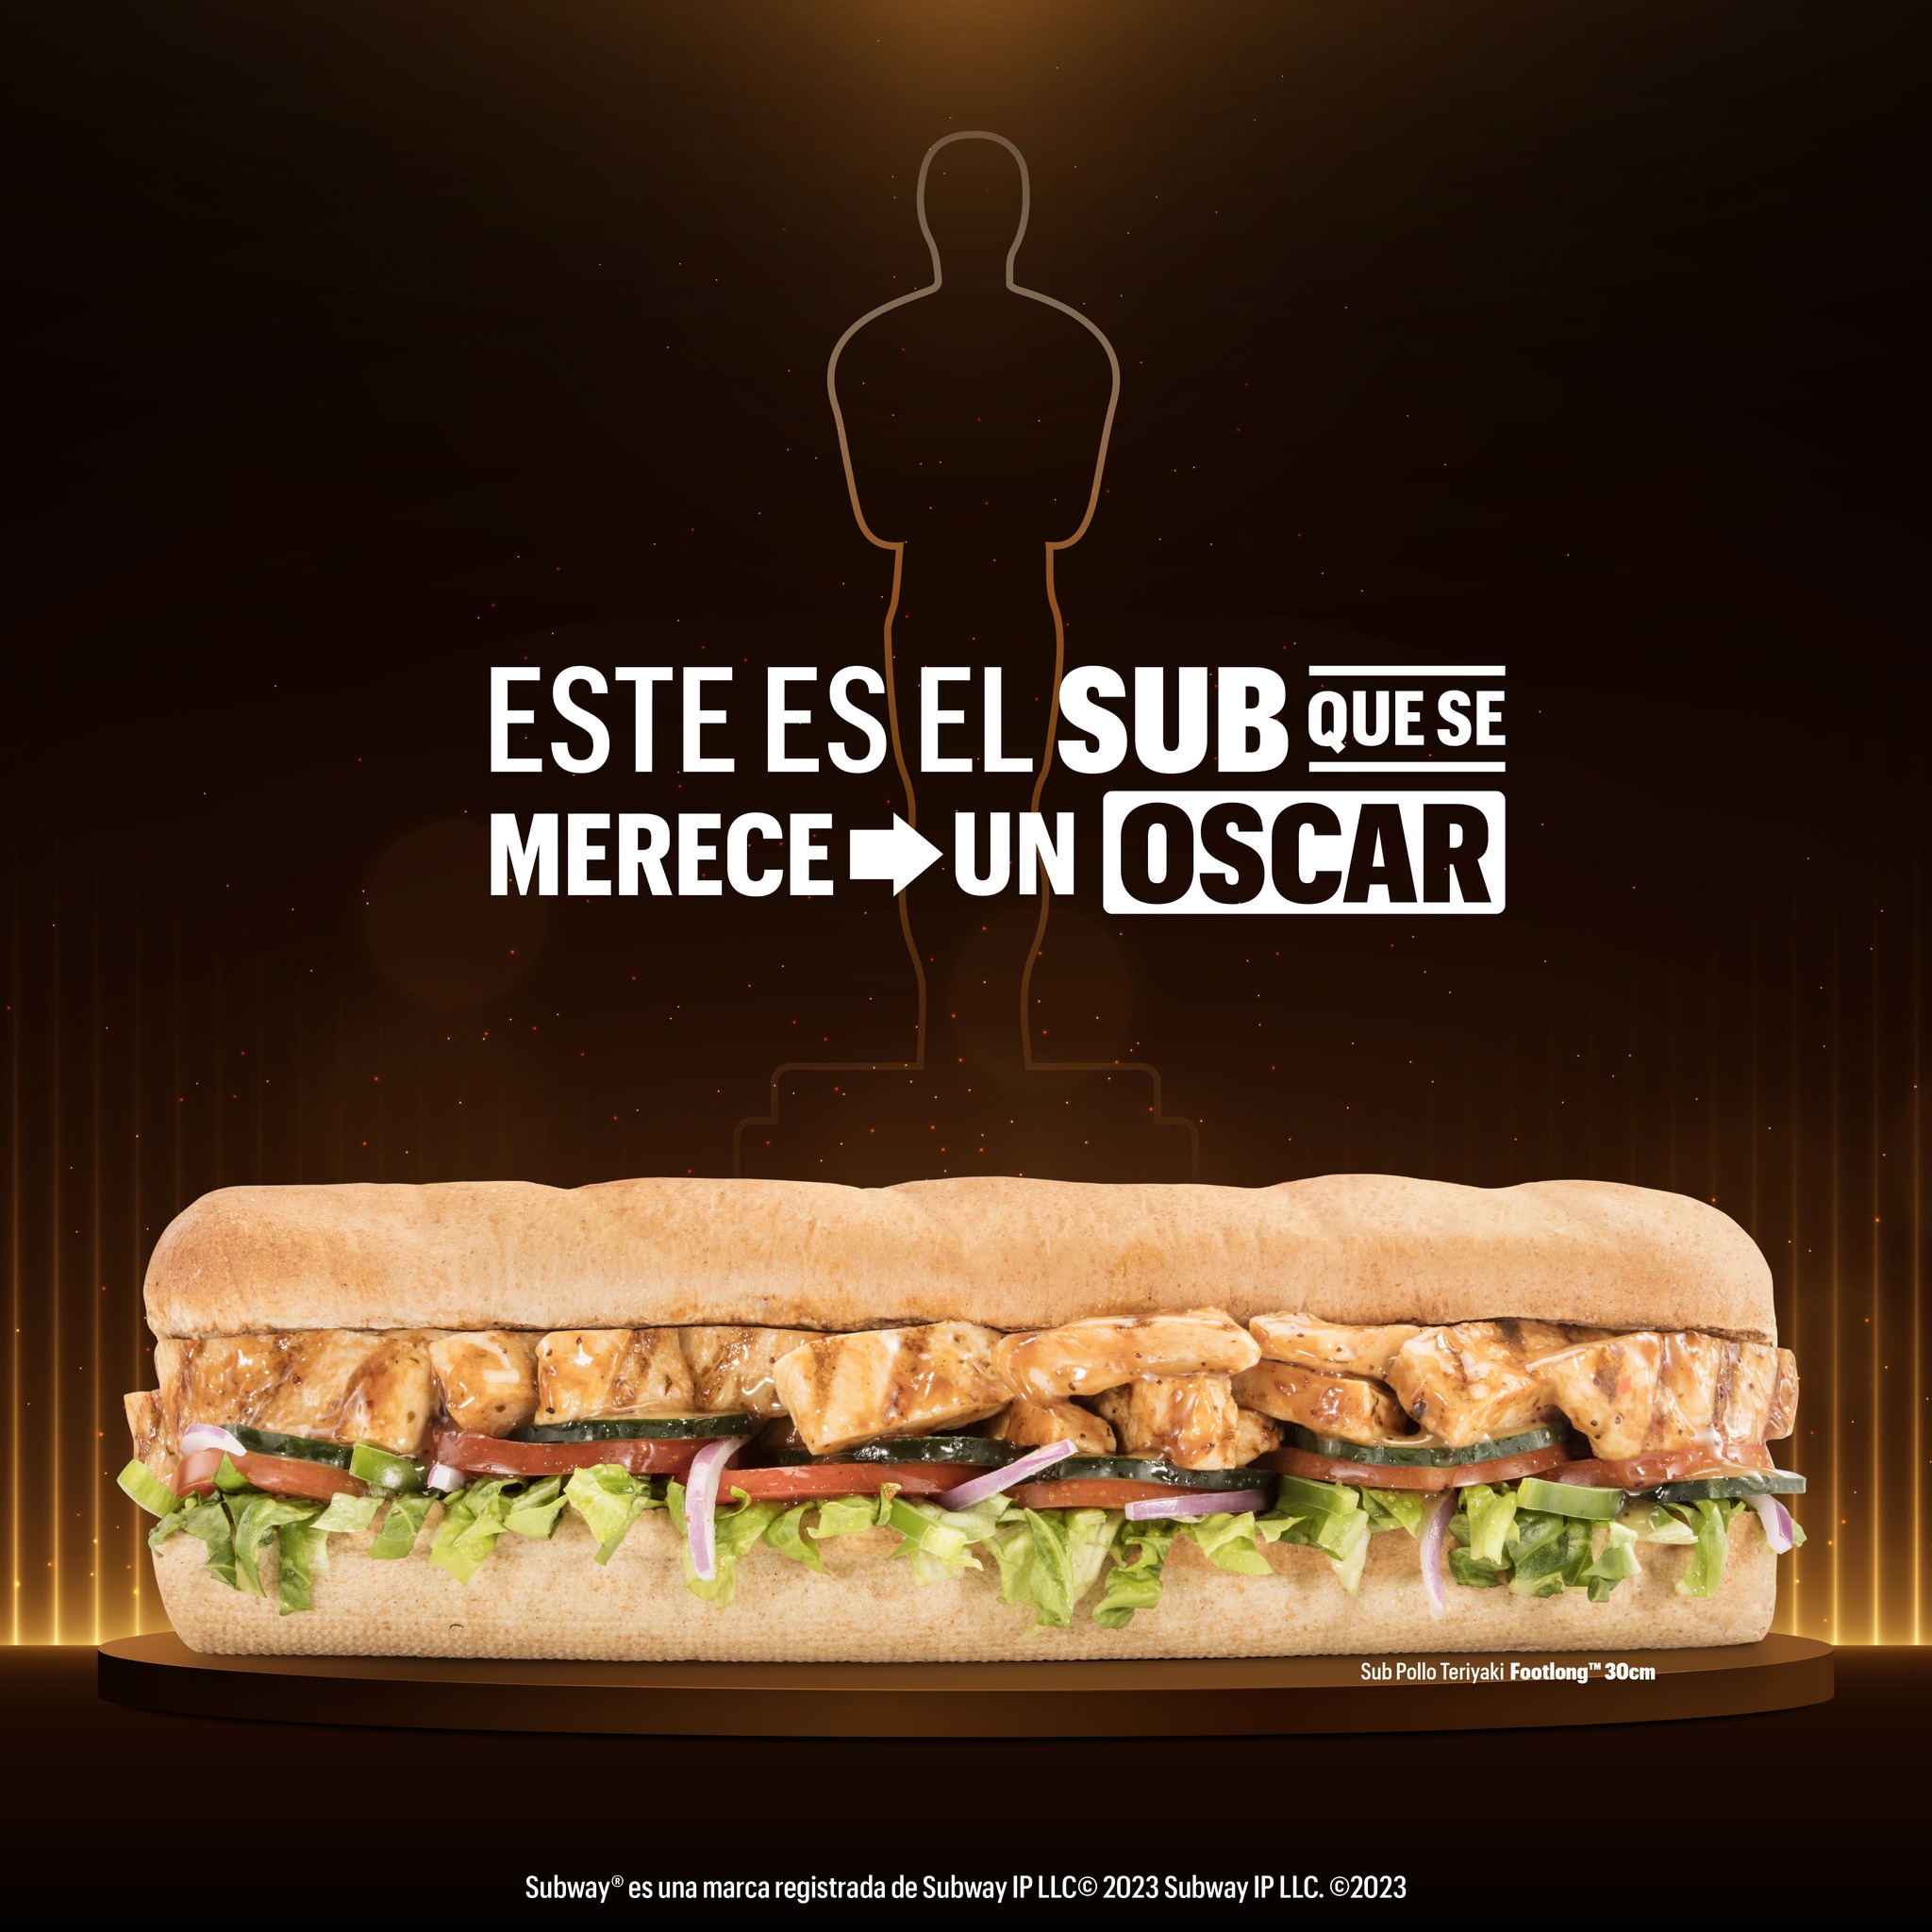 ESTE ES EL SUB QUE SE
MERECE UN OSCAR
Sub Pollo Teriyaki Footlong™ 30cm
Subway® es una marca registrada de Subway IP LLC© 2023 Subway IP LLC. ©2023